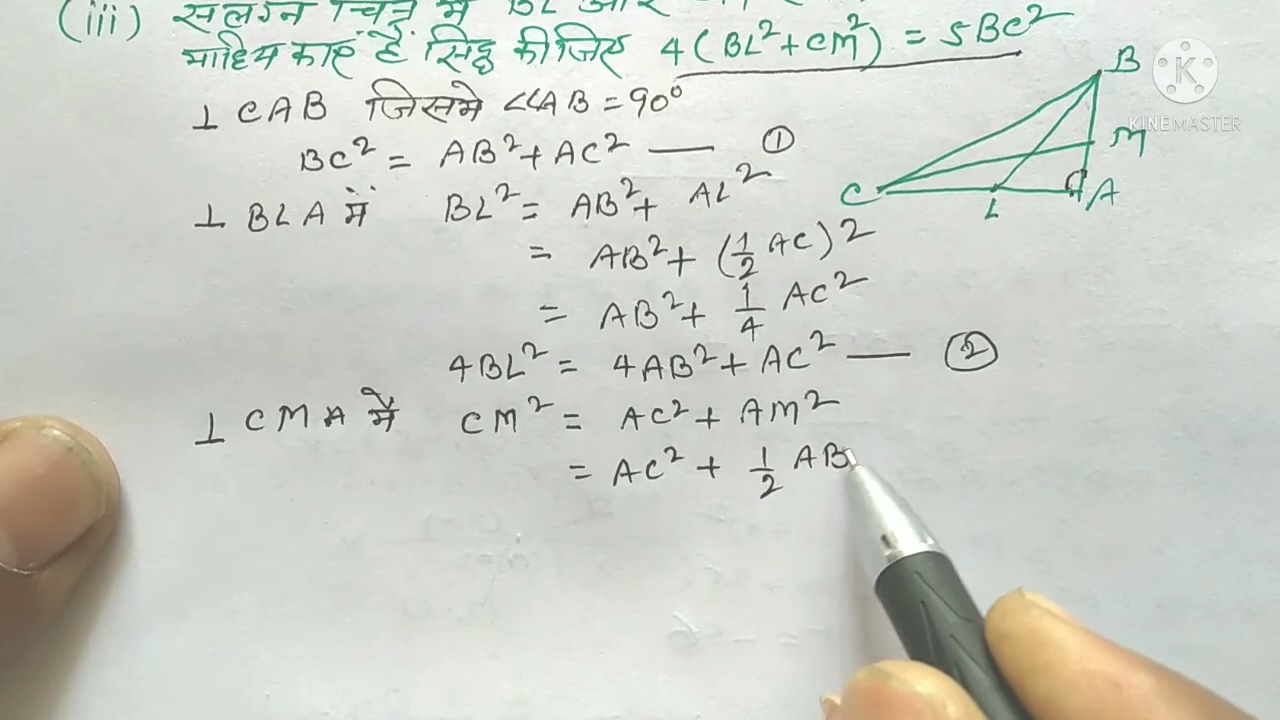 (iii) संलग्न चित्र में BL और
माध्यिकाएं हैं सिद्ध कीजिए 4(BL²+CM²) = 5BC²
⊥ CAB जिसमे ∠CAB = 90°
BC² = AB² + AC² — ①
⊥ BLA में BL² = AB² + AL²
= AB² + (1/2 AC)²
= AB² + 1/4 AC²
4BL² = 4AB² + AC² — ②
⊥ CMA में CM² = AC² + AM²
= AC² + 1/2 AB
B
M
C
L
A
K
KINEMASTER